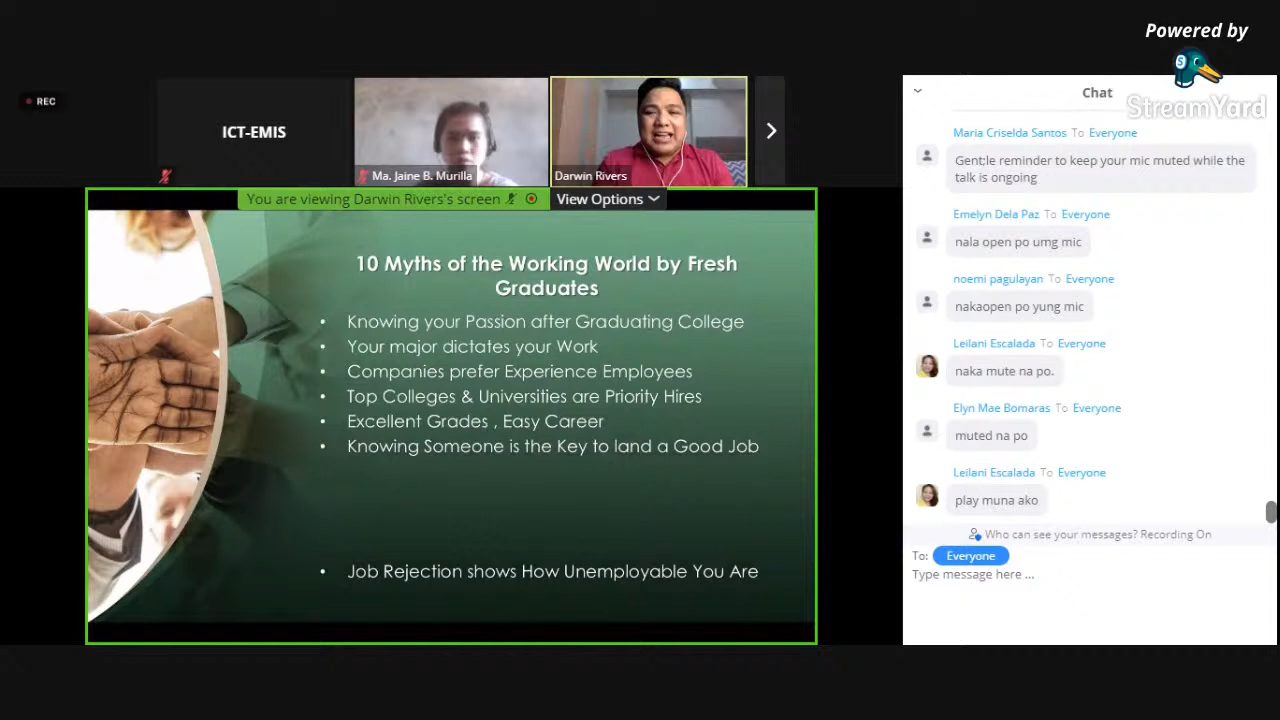 Powered by
StreamYard
REC
ICT-EMIS
Ma. Jaine B. Murilla
Darwin Rivers
You are viewing Darwin Rivers's screen
View Options
10 Myths of the Working World by Fresh
Graduates
• Knowing your Passion after Graduating College
• Your major dictates your Work
• Companies prefer Experience Employees
• Top Colleges & Universities are Priority Hires
• Excellent Grades , Easy Career
• Knowing Someone is the Key to land a Good Job
• Job Rejection shows How Unemployable You Are
Chat
Maria Criselda Santos To Everyone
Gent;le reminder to keep your mic muted while the
talk is ongoing
Emelyn Dela Paz To Everyone
nala open po umg mic
noemi pagulayan To Everyone
nakaopen po yung mic
Leilani Escalada To Everyone
naka mute na po.
Elyn Mae Bomaras To Everyone
muted na po
Leilani Escalada To Everyone
play muna ako
Who can see your messages? Recording On
To: Everyone
Type message here ...